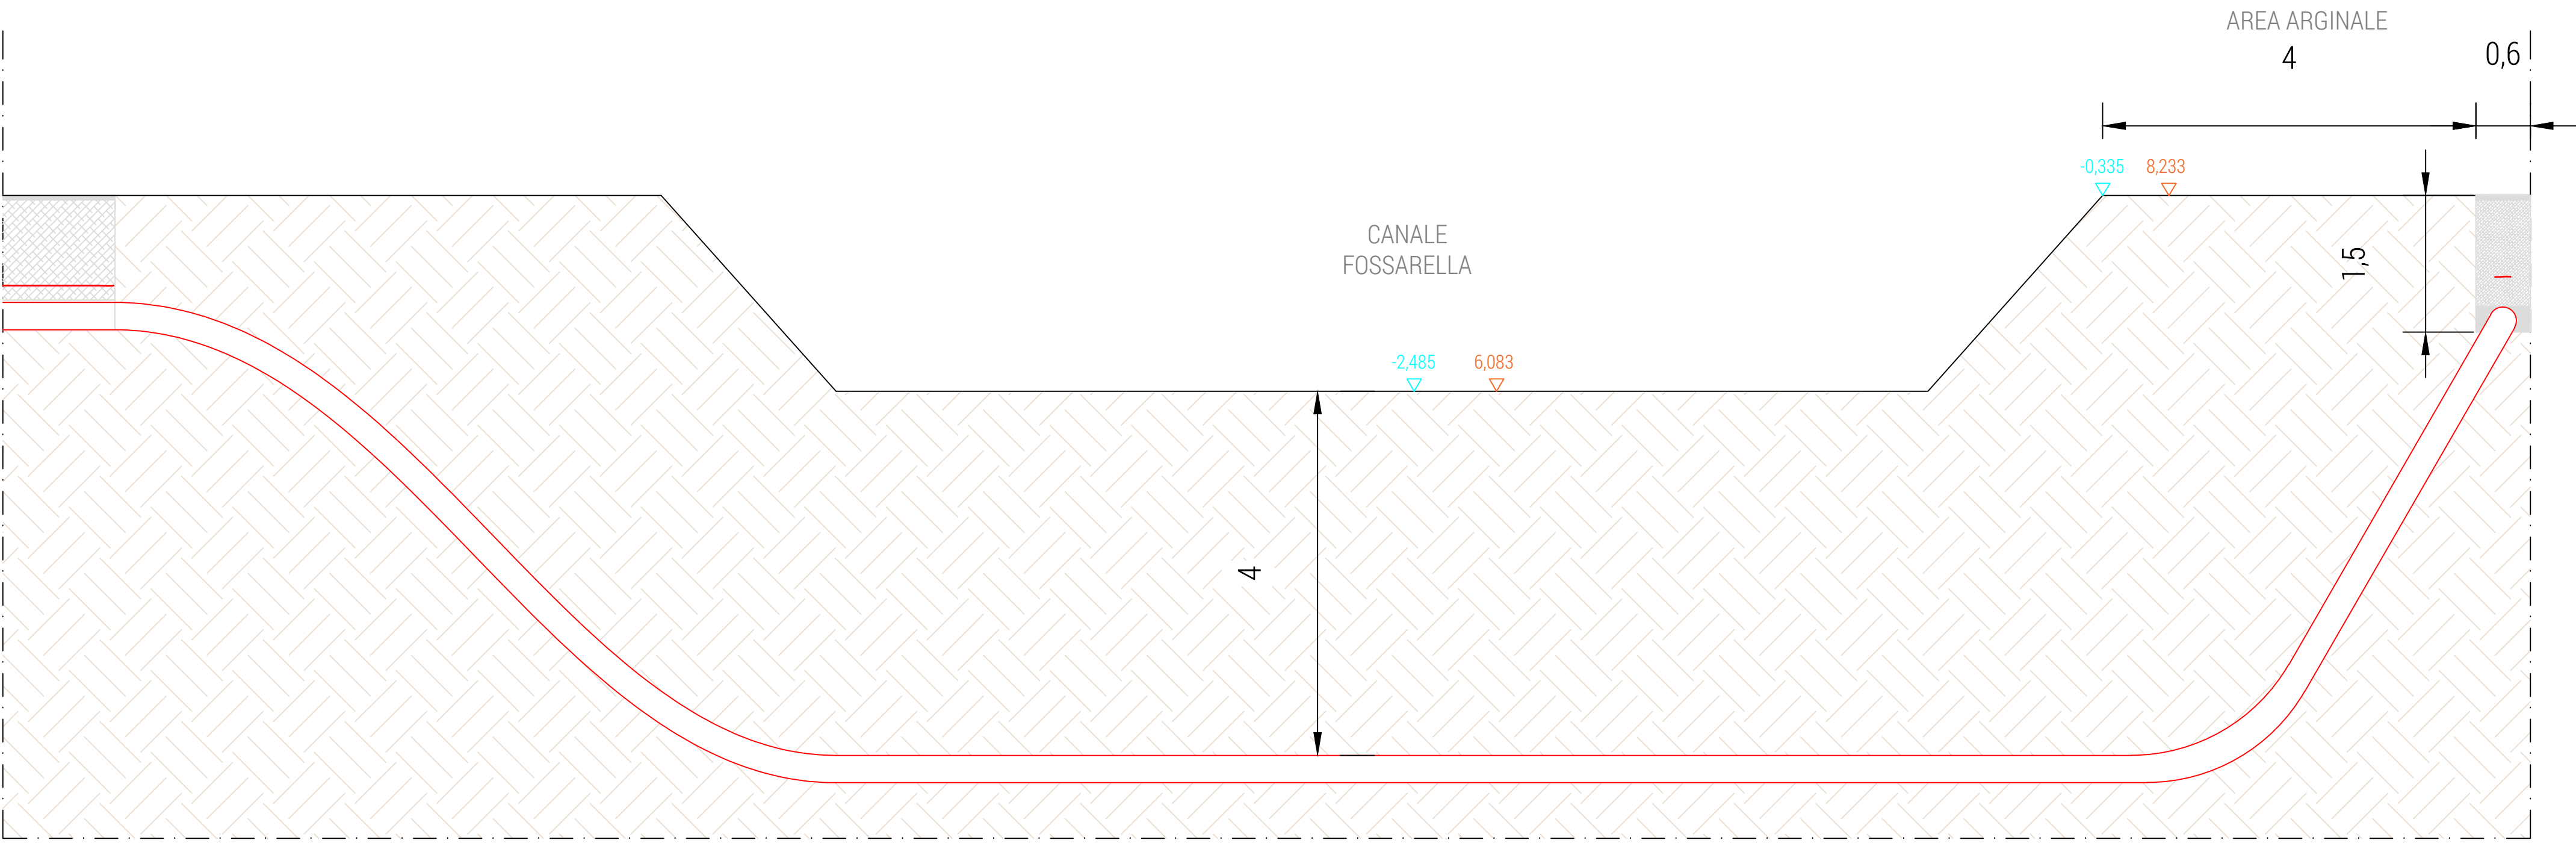 AREA ARGINALE
4
0,6
-0,335
8,233
CANALE
FOSSARELLA
1,5
-2,485
6,083
4